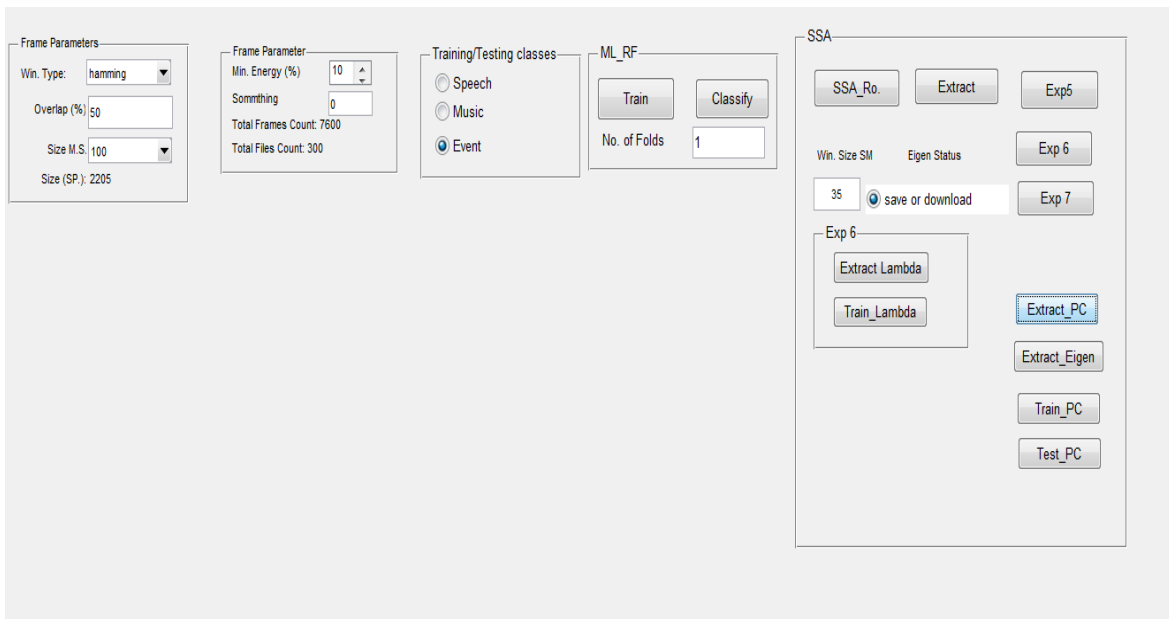 Frame Parameters
Win. Type: hamming
Overlap (%) 50
Size M.S. 100
Size (SP.): 2205
Frame Parameter
Min. Energy (%) 10
Sommthing 0
Total Frames Count: 7600
Total Files Count: 300
Training/Testing classes
Speech
Music
Event
ML_RF
Train Classify
No. of Folds 1
SSA
SSA_Ro. Extract Exp5
Exp 6
Win. Size SM Eigen Status
35 save or download Exp 7
Exp 6
Extract Lambda
Train_Lambda
Extract_PC
Extract_Eigen
Train_PC
Test_PC